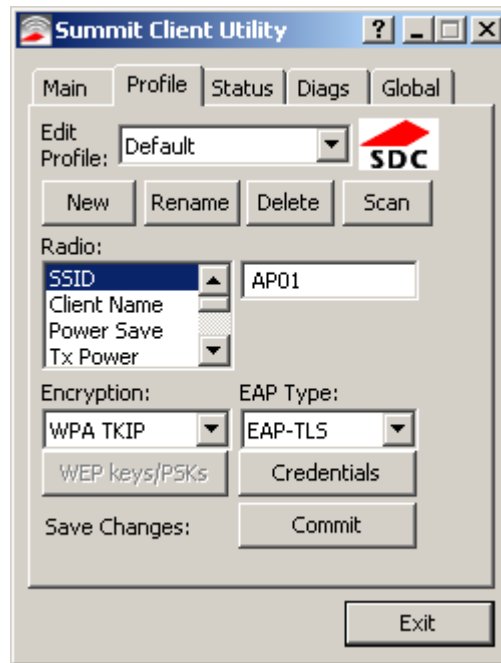 Summit Client Utility ?
Main Profile Status Diags Global
Edit
Profile: Default
SDC
New Rename Delete Scan
Radio:
SSID AP01
Client Name
Power Save
Tx Power
Encryption: EAP Type:
WPA TKIP EAP-TLS
WEP keys/PSKs Credentials
Save Changes: Commit
Exit